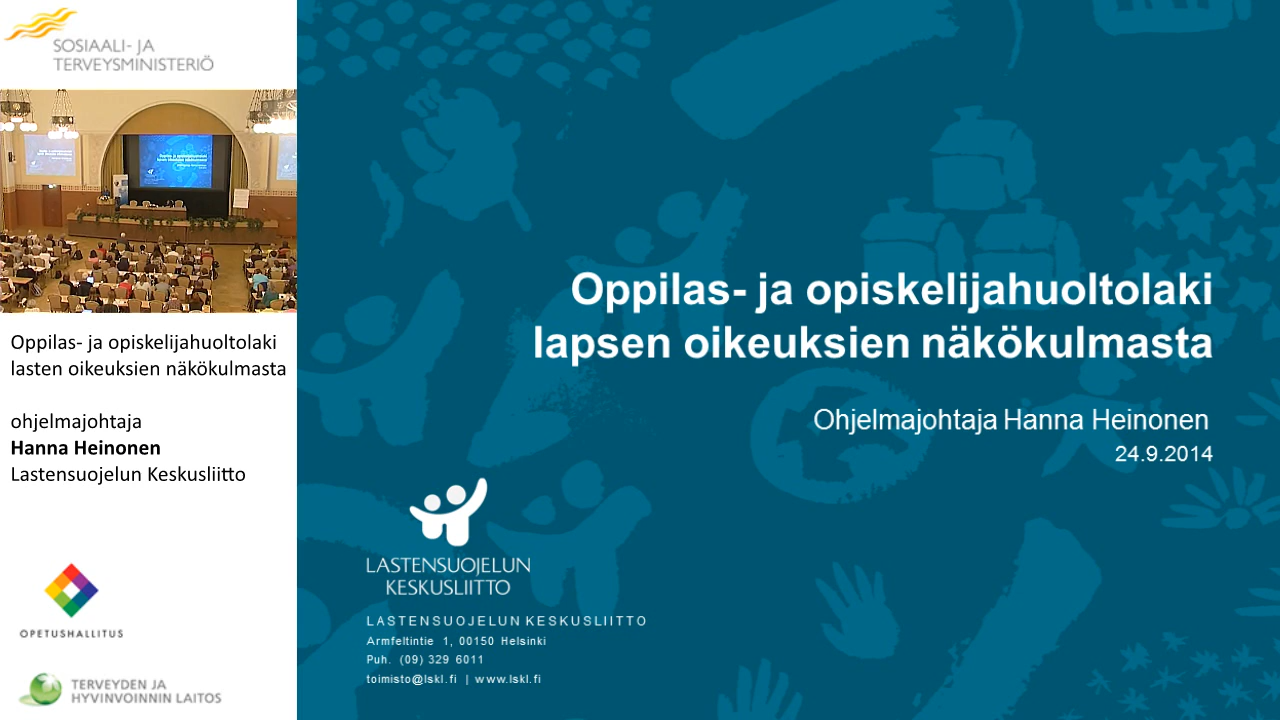 SOSIAALI- JA
TERVEYSMINISTERIÖ
Oppilas- ja opiskelijahuoltolaki
lasten oikeuksien näkökulmasta
ohjelmajohtaja
Hanna Heinonen
Lastensuojelun Keskusliitto
OPETUSHALLITUS
TERVEYDEN JA
HYVINVOINNIN LAITOS
Oppilas- ja opiskelijahuoltolaki
lapsen oikeuksien näkökulmasta
Ohjelmajohtaja Hanna Heinonen
24.9.2014
LASTENSUOJELUN
KESKUSLIITTO
LASTENSUOJELUN KESKUSLIITTO
Armfeltintie 1, 00150 Helsinki
Puh. (09) 329 6011
toimisto@lskl.fi | www.lskl.fi